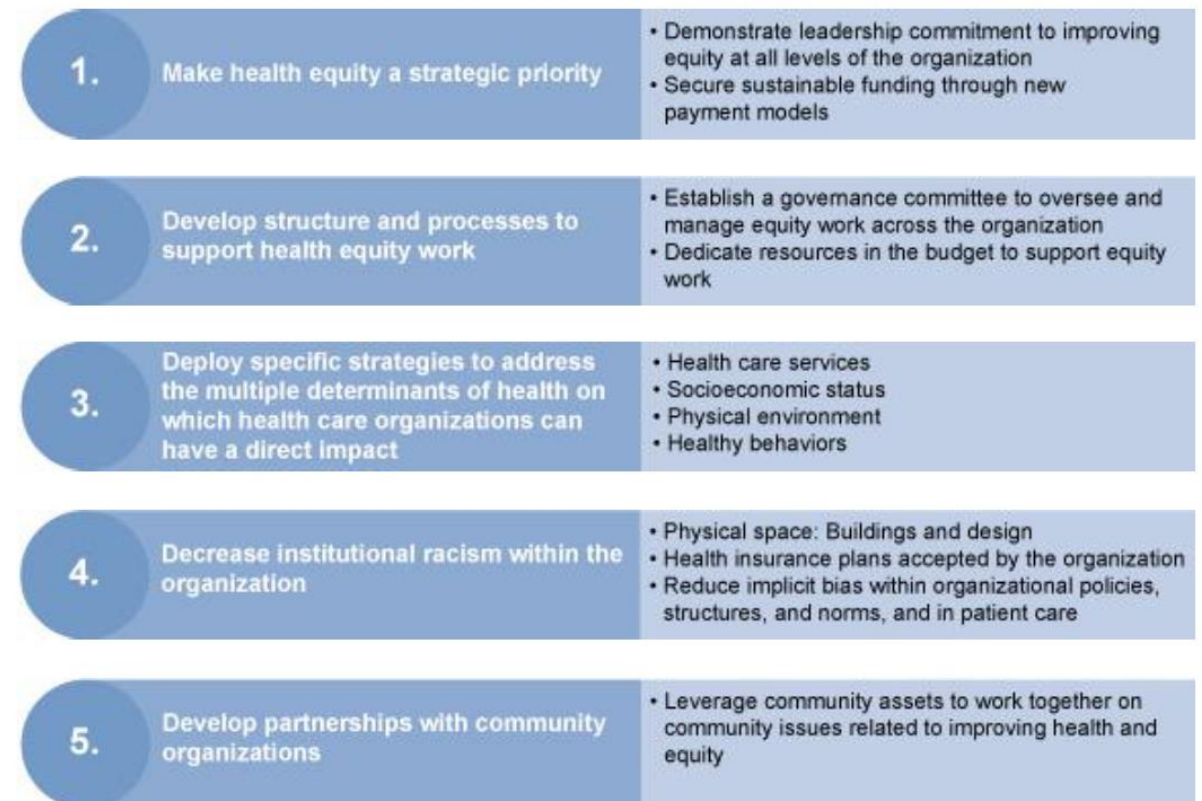 1.
Make health equity a strategic priority
• Demonstrate leadership commitment to improving
equity at all levels of the organization
• Secure sustainable funding through new
payment models
2.
Develop structure and processes to
support health equity work
• Establish a governance committee to oversee and
manage equity work across the organization
• Dedicate resources in the budget to support equity
work
3.
Deploy specific strategies to address
the multiple determinants of health on
which health care organizations can
have a direct impact
• Health care services
• Socioeconomic status
• Physical environment
• Healthy behaviors
4.
Decrease institutional racism within the
organization
• Physical space: Buildings and design
• Health insurance plans accepted by the organization
• Reduce implicit bias within organizational policies,
structures, and norms, and in patient care
5.
Develop partnerships with community
organizations
• Leverage community assets to work together on
community issues related to improving health and
equity